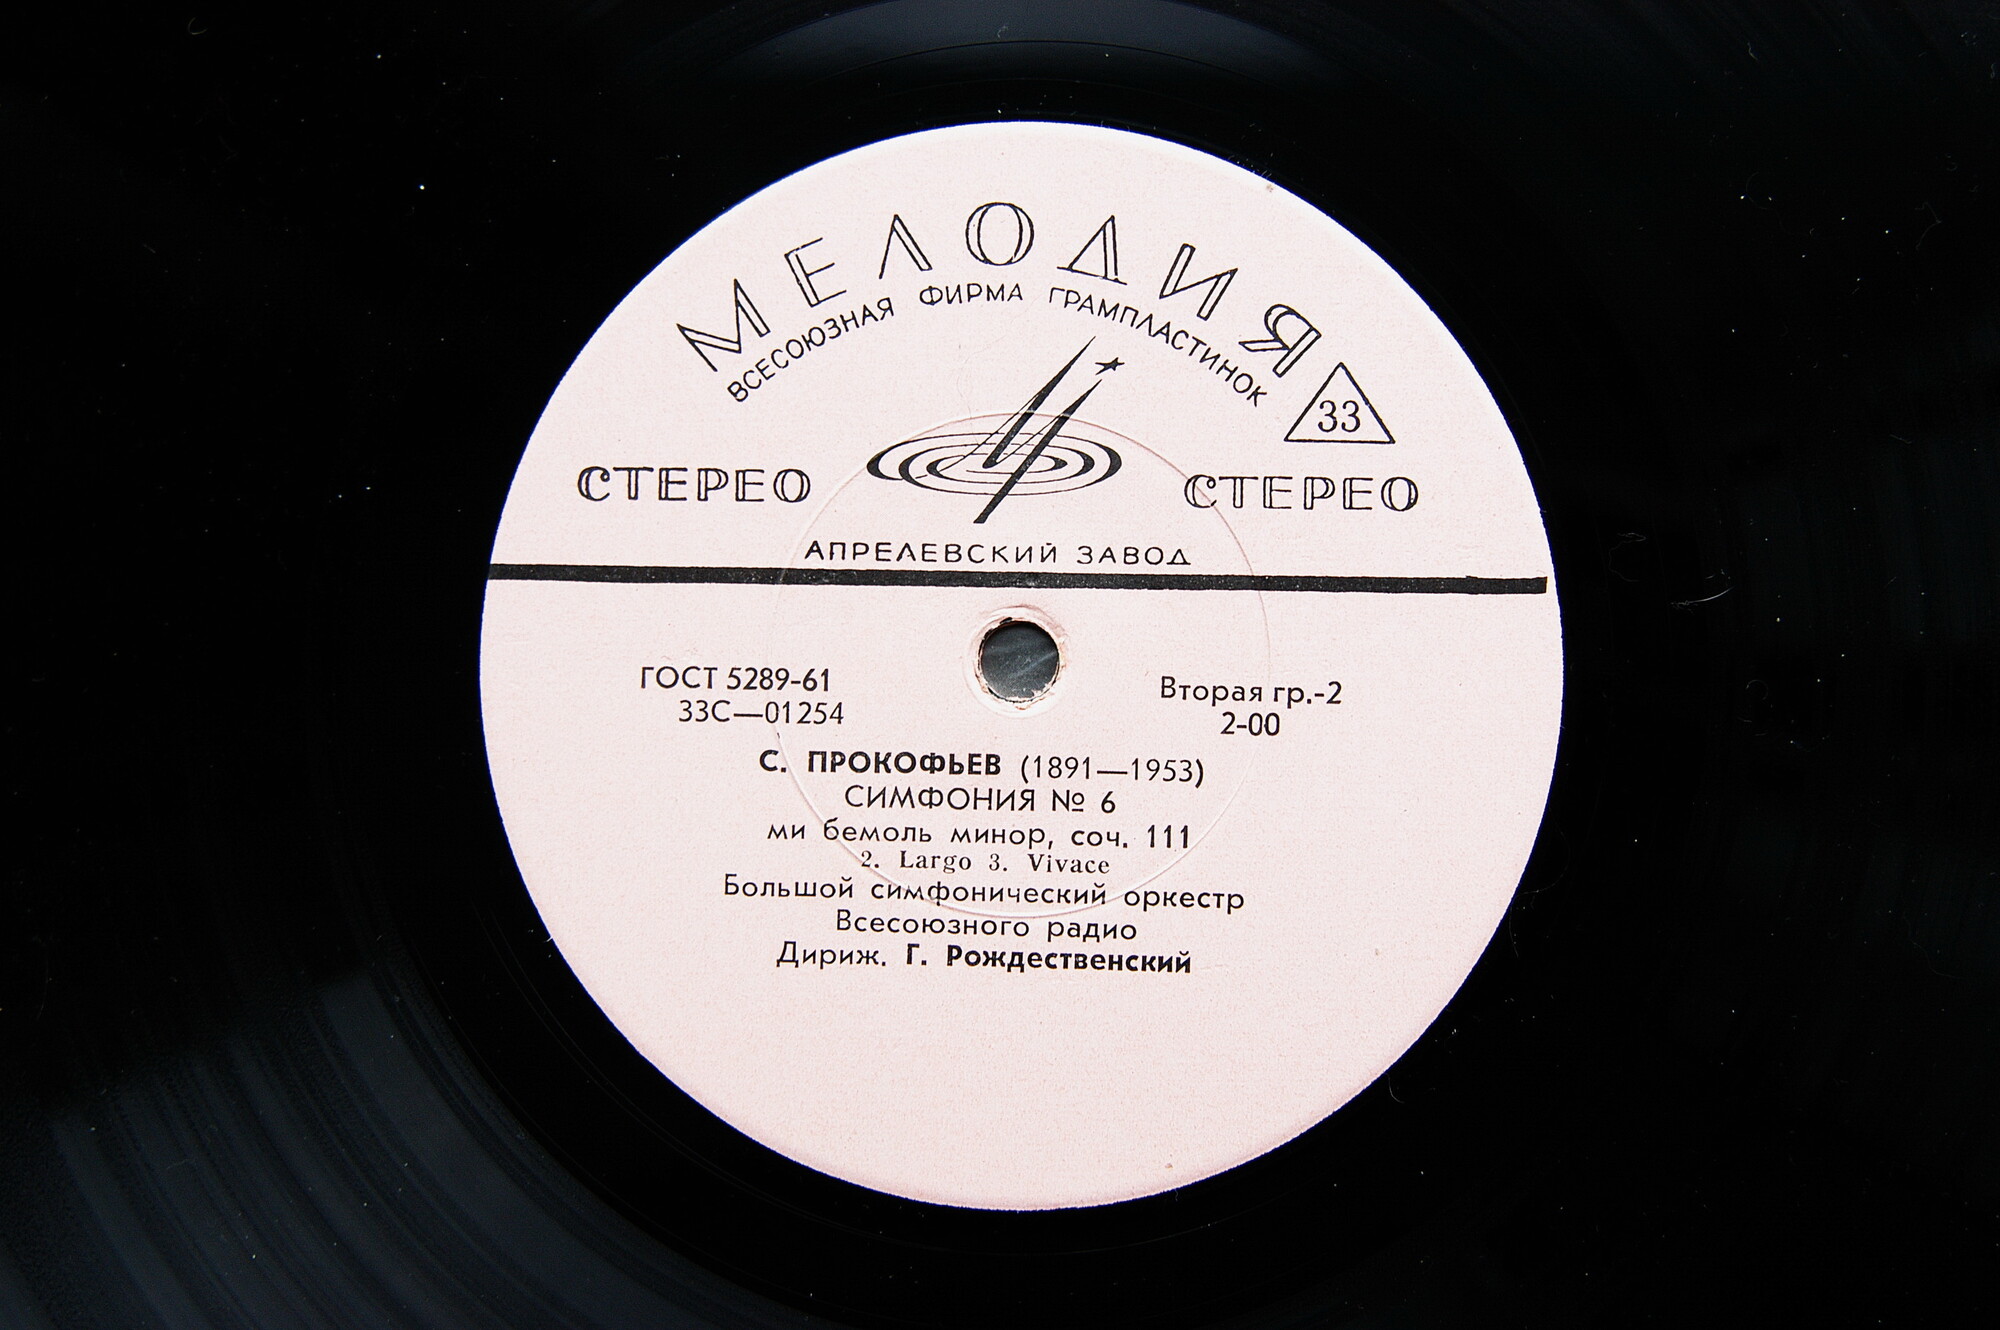 МЕЛОДИЯ
ВСЕСОЮЗНАЯ ФИРМА ГРАМПЛАСТИНОК
33
СТЕРЕО СТЕРЕО
АПРЕЛЕВСКИЙ ЗАВОД
ГОСТ 5289-61 Вторая гр.-2
33С—01254 2-00
С. ПРОКОФЬЕВ (1891—1953)
СИМФОНИЯ № 6
ми бемоль минор, соч. 111
2. Largo 3. Vivace
Большой симфонический оркестр
Всесоюзного радио
Дириж. Г. Рождественский